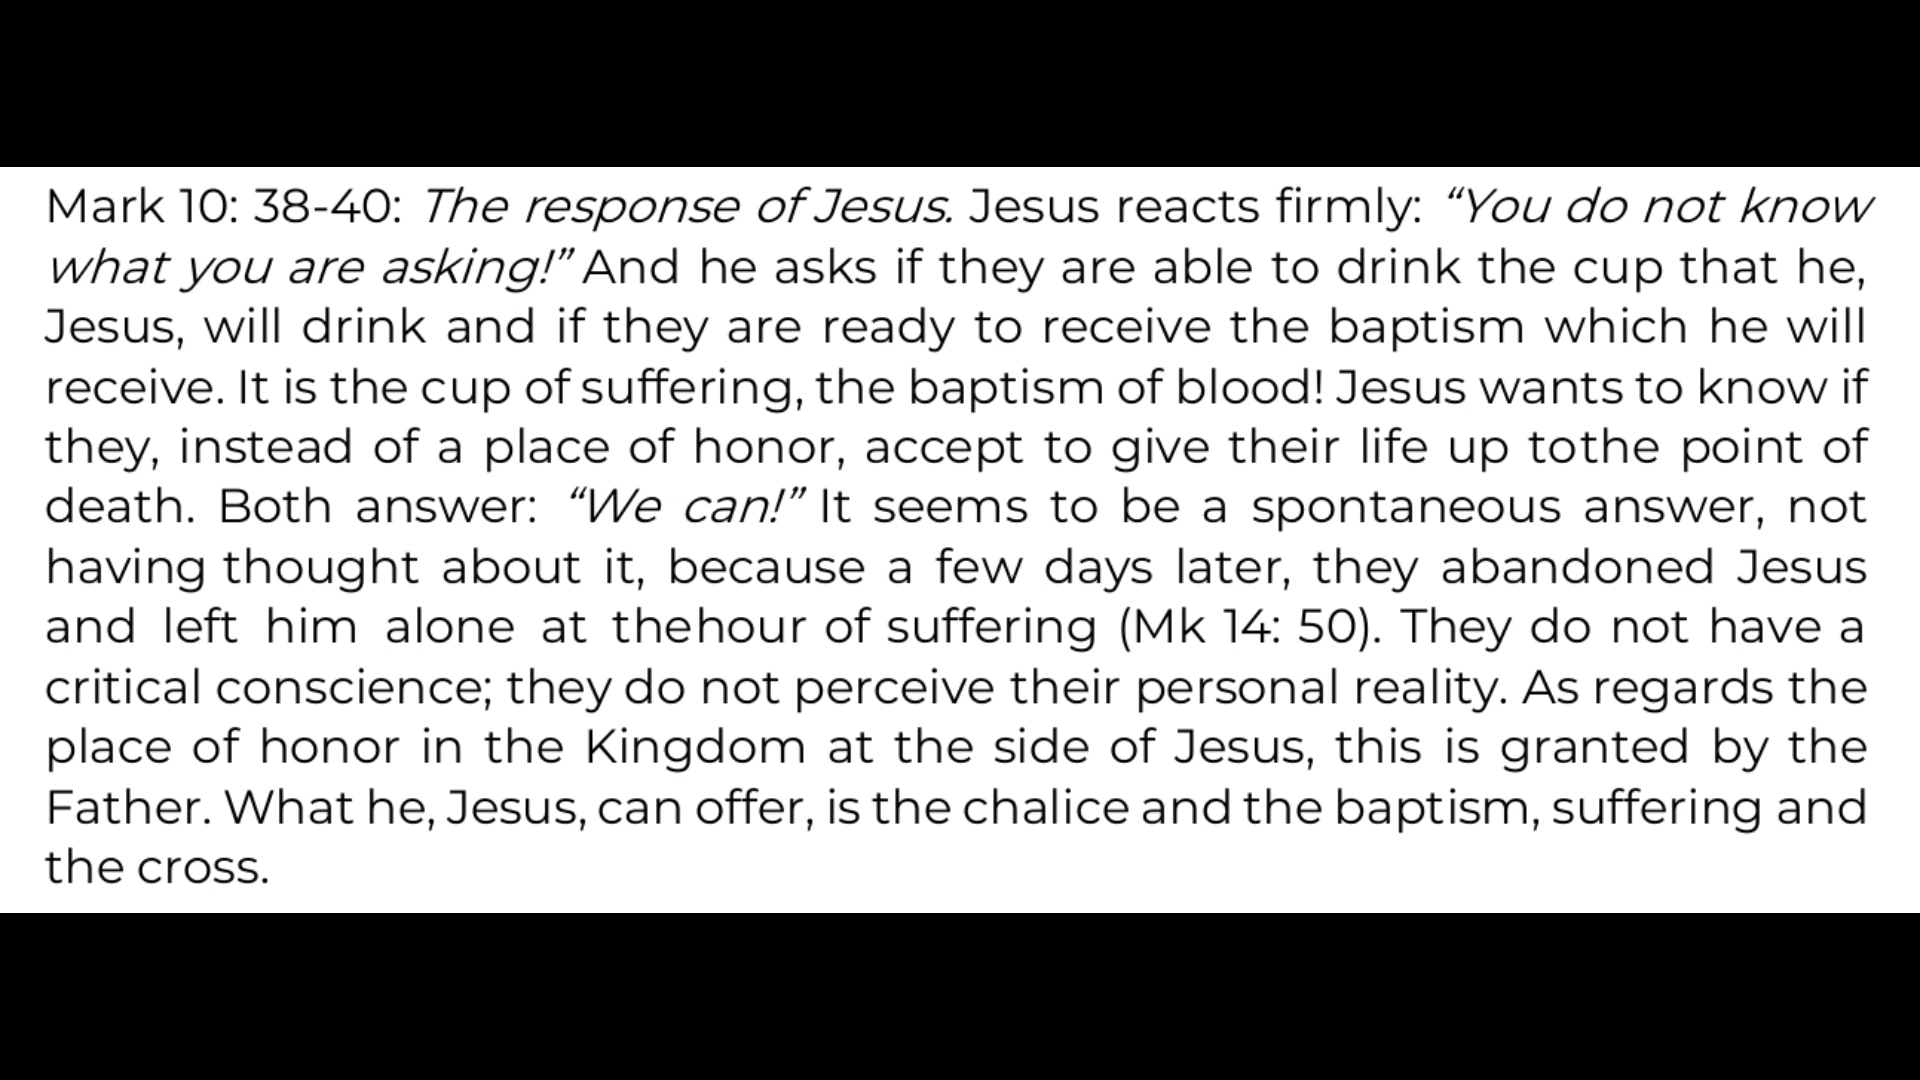 Mark 10: 38-40: The response of Jesus. Jesus reacts firmly: “You do not know
what you are asking!” And he asks if they are able to drink the cup that he,
Jesus, will drink and if they are ready to receive the baptism which he will
receive. It is the cup of suffering, the baptism of blood! Jesus wants to know if
they, instead of a place of honor, accept to give their life up tothe point of
death. Both answer: “We can!” It seems to be a spontaneous answer, not
having thought about it, because a few days later, they abandoned Jesus
and left him alone at thehour of suffering (Mk 14: 50). They do not have a
critical conscience; they do not perceive their personal reality. As regards the
place of honor in the Kingdom at the side of Jesus, this is granted by the
Father. What he, Jesus, can offer, is the chalice and the baptism, suffering and
the cross.